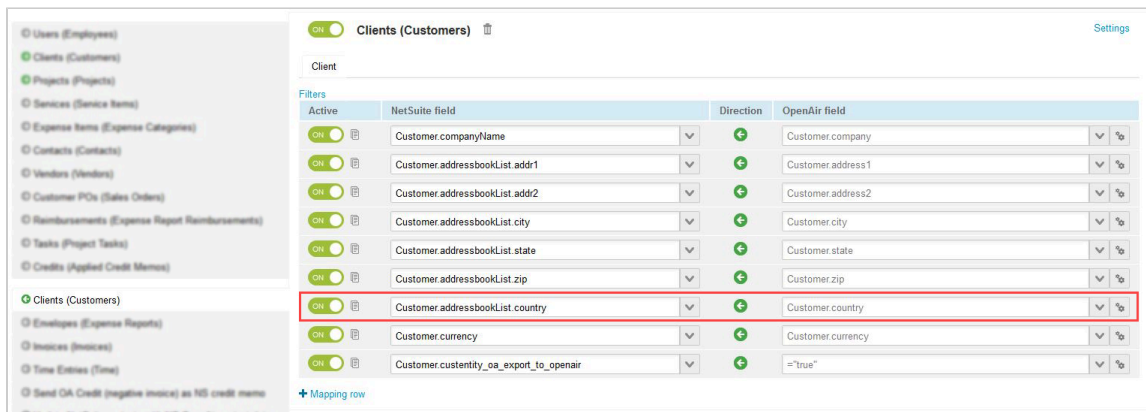 Users (Employees)
Clients (Customers)
Projects (Projects)
Services (Service Items)
Expense Items (Expense Categories)
Contacts (Contacts)
Vendors (Vendors)
Customer POs (Sales Orders)
Reimbursements (Expense Report Reimbursements)
Tasks (Project Tasks)
Credits (Applied Credit Memos)
Clients (Customers)
Envelopes (Expense Reports)
Invoices (Invoices)
Time Entries (Time)
Send OA Credit (negative invoice) as NS credit memo
ON Clients (Customers) Settings
Client
Filters
Active NetSuite field Direction OpenAir field
ON Customer.companyName Customer.company
ON Customer.addressbookList.addr1 Customer.address1
ON Customer.addressbookList.addr2 Customer.address2
ON Customer.addressbookList.city Customer.city
ON Customer.addressbookList.state Customer.state
ON Customer.addressbookList.zip Customer.zip
ON Customer.addressbookList.country Customer.country
ON Customer.currency Customer.currency
ON Customer.custentity_oa_export_to_openair ="true"
+ Mapping row